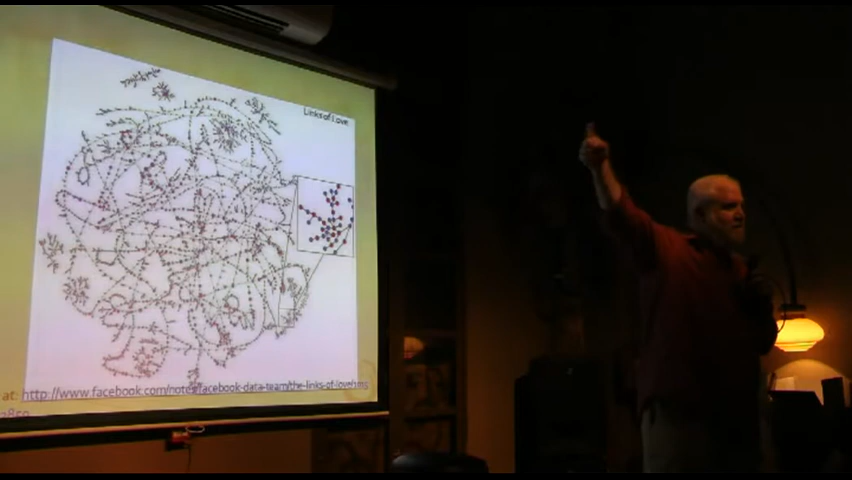 Links of Love
at: http://www.facebook.com/notes/facebook-data-team/the-links-of-love/